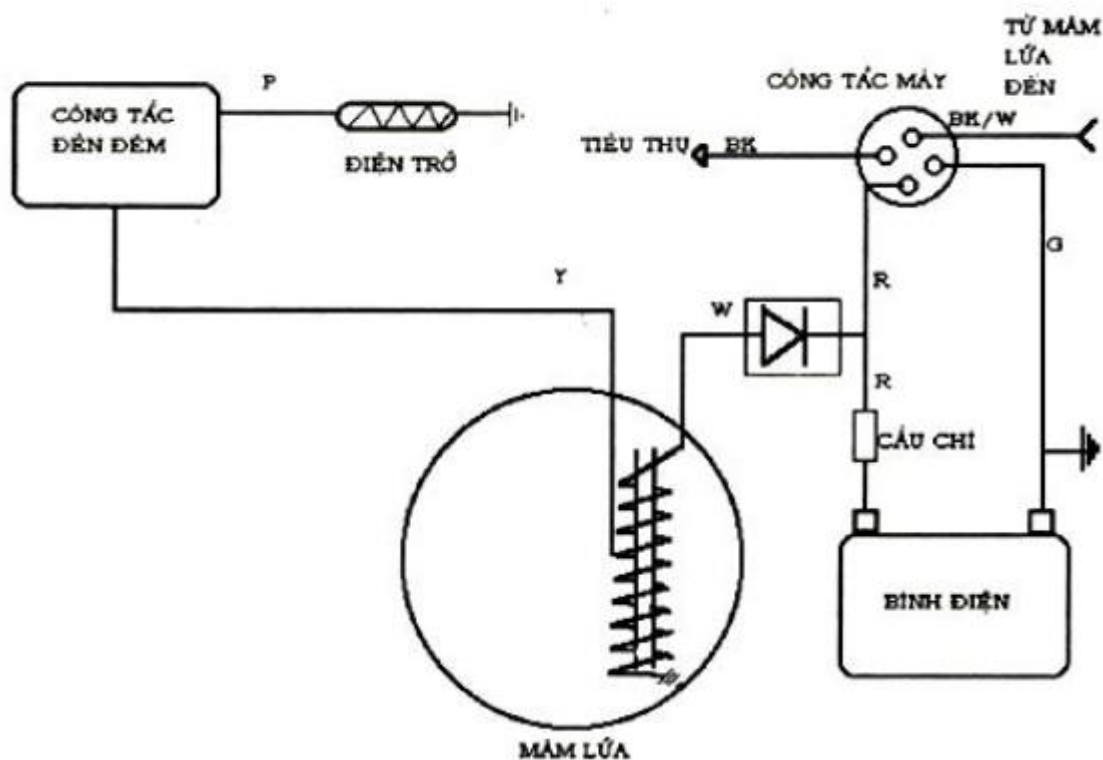 TỪ MÂM
LỬA
ĐẾN
CÔNG TẮC MÁY
P
CÔNG TẮC
ĐÈN ĐÊM
ĐIỆN TRỞ
TIÊU THỤ
BK
BK/W
G
Y
R
W
R
CẦU CHÌ
BÌNH ĐIỆN
MÂM LỬA